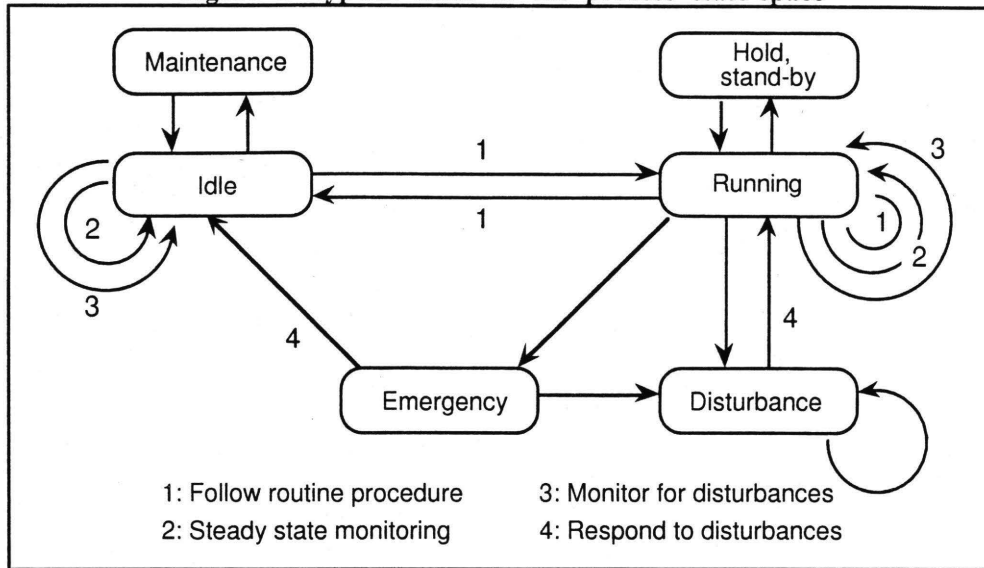 Maintenance
Hold,
stand-by
1
3
Idle
Running
2
1
1
2
3
4
4
Emergency
Disturbance
1: Follow routine procedure
3: Monitor for disturbances
2: Steady state monitoring
4: Respond to disturbances